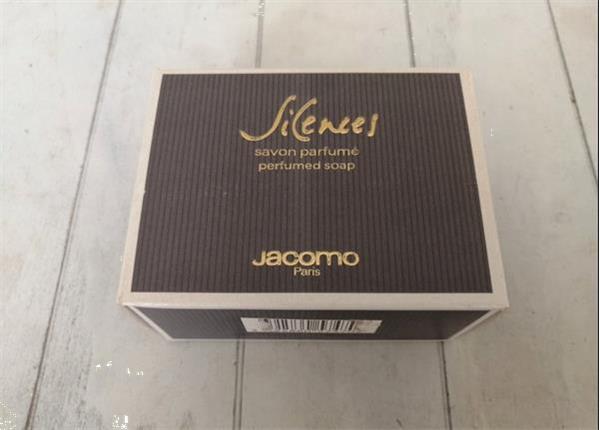 Silences
savon parfumé
perfumed soap
Jacomo
Paris